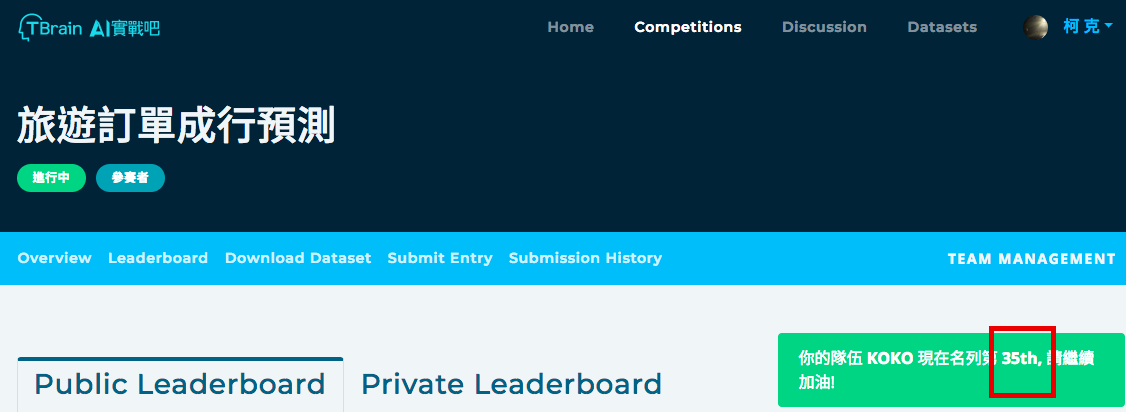 TBrain AI實戰吧
Home Competitions Discussion Datasets 柯 克
旅遊訂單成行預測
進行中 參賽者
Overview Leaderboard Download Dataset Submit Entry Submission History TEAM MANAGEMENT
你的隊伍 KOKO 現在名列第 35th, 請繼續
加油!
Public Leaderboard Private Leaderboard